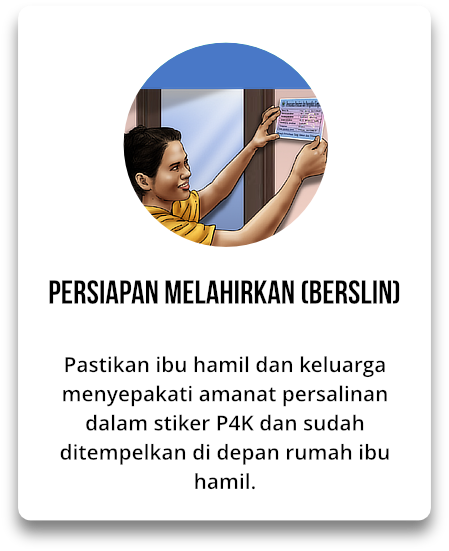 PERSIAPAN MELAHIRKAN (BERSLIN)
Pastikan ibu hamil dan keluarga
menyepakati amanat persalinan
dalam stiker P4K dan sudah
ditempelkan di depan rumah ibu
hamil.